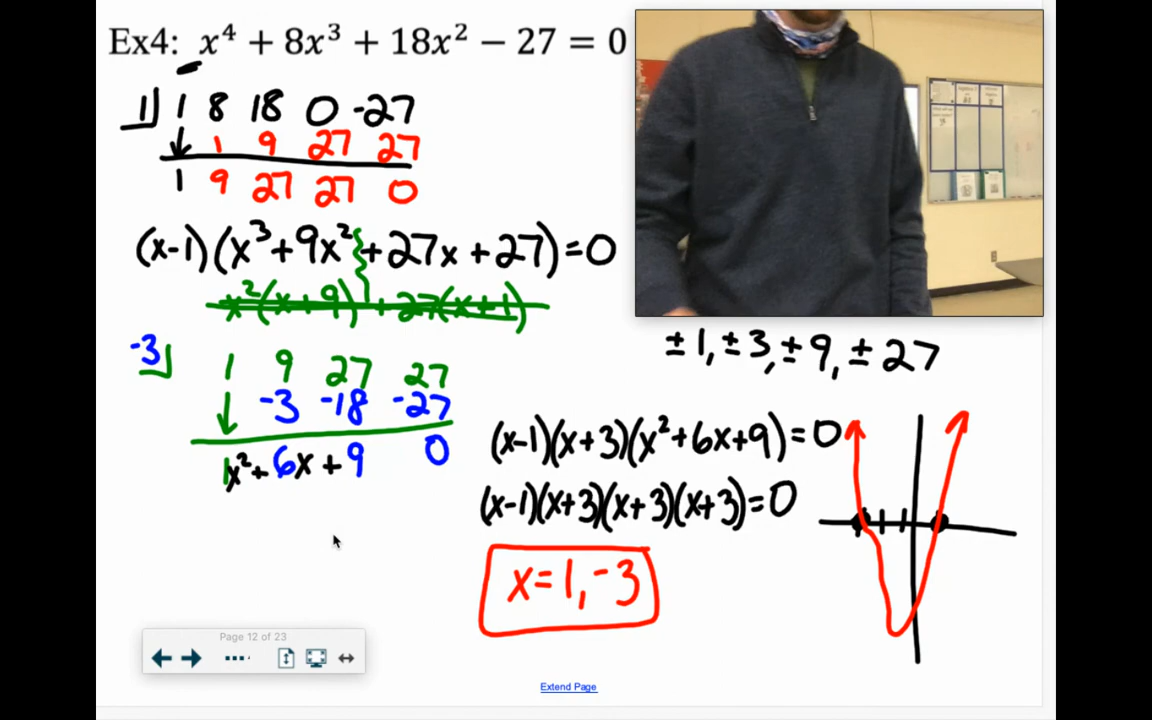 Ex4: x⁴ + 8x³ + 18x² − 27 = 0
1 1 8 18 0 -27
1 9 27 27
1 9 27 27 0
(x-1)(x³+9x²+27x+27)=0
x²(x+9)+27(x+1)
-3 1 9 27 27
-3 -18 -27
1x²+6x+9 0
±1,±3,±9,±27
(x-1)(x+3)(x²+6x+9)=0
(x-1)(x+3)(x+3)(x+3)=0
x=1,-3
Page 12 of 23
Extend Page